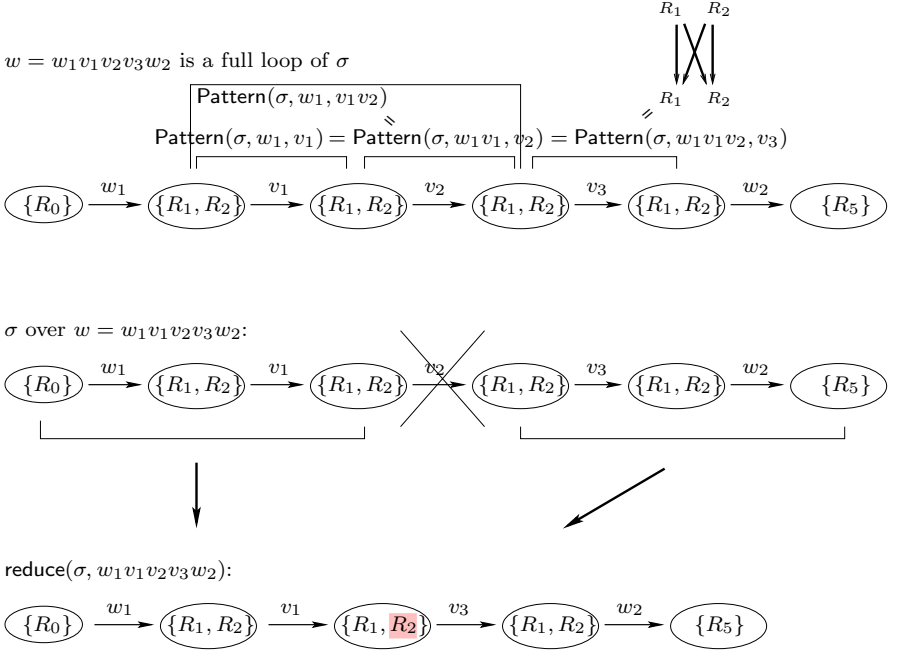 R₁ R₂
w = w₁v₁v₂v₃w₂ is a full loop of σ
R₁ R₂
Pattern(σ, w₁, v₁v₂)
=
=
Pattern(σ, w₁, v₁) = Pattern(σ, w₁v₁, v₂) = Pattern(σ, w₁v₁v₂, v₃)
w₁ v₁ v₂ v₃ w₂
{R₀} {R₁, R₂} {R₁, R₂} {R₁, R₂} {R₁, R₂} {R₅}
σ over w = w₁v₁v₂v₃w₂:
w₁ v₁ v₂ v₃ w₂
{R₀} {R₁, R₂} {R₁, R₂} {R₁, R₂} {R₁, R₂} {R₅}
reduce(σ, w₁v₁v₂v₃w₂):
w₁ v₁ v₃ w₂
{R₀} {R₁, R₂} {R₁, R₂} {R₁, R₂} {R₅}